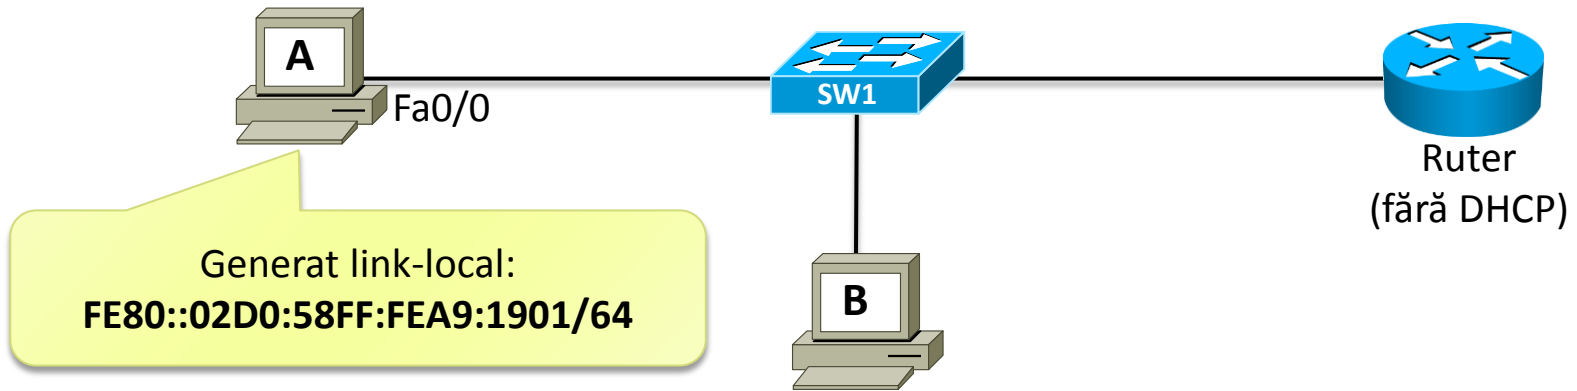 A
Fa0/0
SW1
Ruter
(fără DHCP)
Generat link-local:
FE80::02D0:58FF:FEA9:1901/64
B